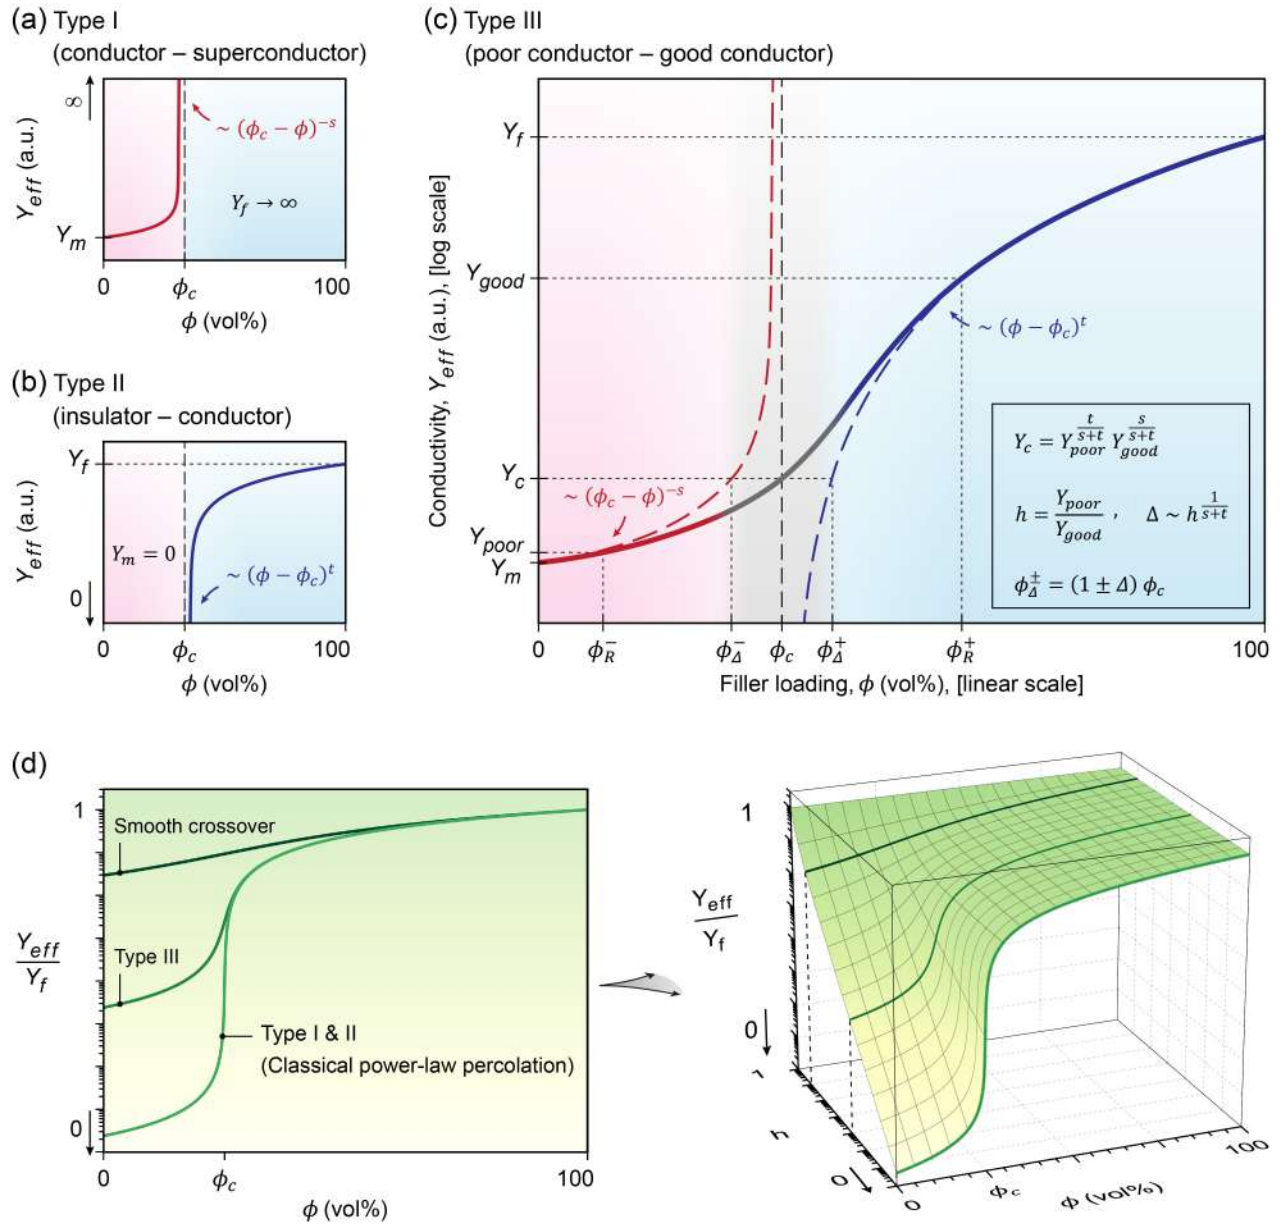 (a) Type I
(conductor – superconductor)
∞
Y_eff (a.u.)
~ (ϕ_c − ϕ)^−s
Y_f → ∞
Y_m
0
ϕ_c
100
ϕ (vol%)
(b) Type II
(insulator – conductor)
Y_f
Y_eff (a.u.)
Y_m = 0
~ (ϕ − ϕ_c)^t
0
0
ϕ_c
100
ϕ (vol%)
(c) Type III
(poor conductor – good conductor)
Conductivity, Y_eff (a.u.), [log scale]
Y_f
Y_good
Y_c
Y_poor
Y_m
~ (ϕ_c − ϕ)^−s
~ (ϕ − ϕ_c)^t
Y_c = Y_poor^(t/(s+t)) Y_good^(s/(s+t))
h = Y_poor/Y_good , Δ ~ h^(1/(s+t))
ϕ_Δ^± = (1 ± Δ) ϕ_c
0
ϕ_R^−
ϕ_Δ^−
ϕ_c
ϕ_Δ^+
ϕ_R^+
100
Filler loading, ϕ (vol%), [linear scale]
(d)
1
Smooth crossover
Y_eff/Y_f
Type III
Type I & II
(Classical power-law percolation)
0
0
ϕ_c
100
ϕ (vol%)
1
Y_eff/Y_f
0
1
h
0
0
ϕ_c
ϕ (vol%)
100